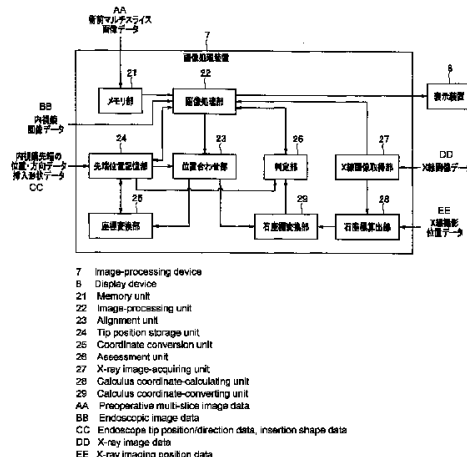 AA
術前マルチスライス
画像データ
7
画像処理装置
21
メモリ部
22
画像処理部
8
表示装置
BB
内視鏡
画像データ
24
先端位置記憶部
23
位置合わせ部
26
判定部
27
X線画像取得部
内視鏡先端の
位置・方向データ
挿入形状データ
CC
DD
X線画像データ
25
座標変換部
29
石座標変換部
28
石座標算出部
EE
X線撮影
位置データ
7 Image-processing device
8 Display device
21 Memory unit
22 Image-processing unit
23 Alignment unit
24 Tip position storage unit
25 Coordinate conversion unit
26 Assessment unit
27 X-ray image-acquiring unit
28 Calculus coordinate-calculating unit
29 Calculus coordinate-converting unit
AA Preoperative multi-slice image data
BB Endoscopic image data
CC Endoscope tip position/direction data, insertion shape data
DD X-ray image data
EE X-ray imaging position data